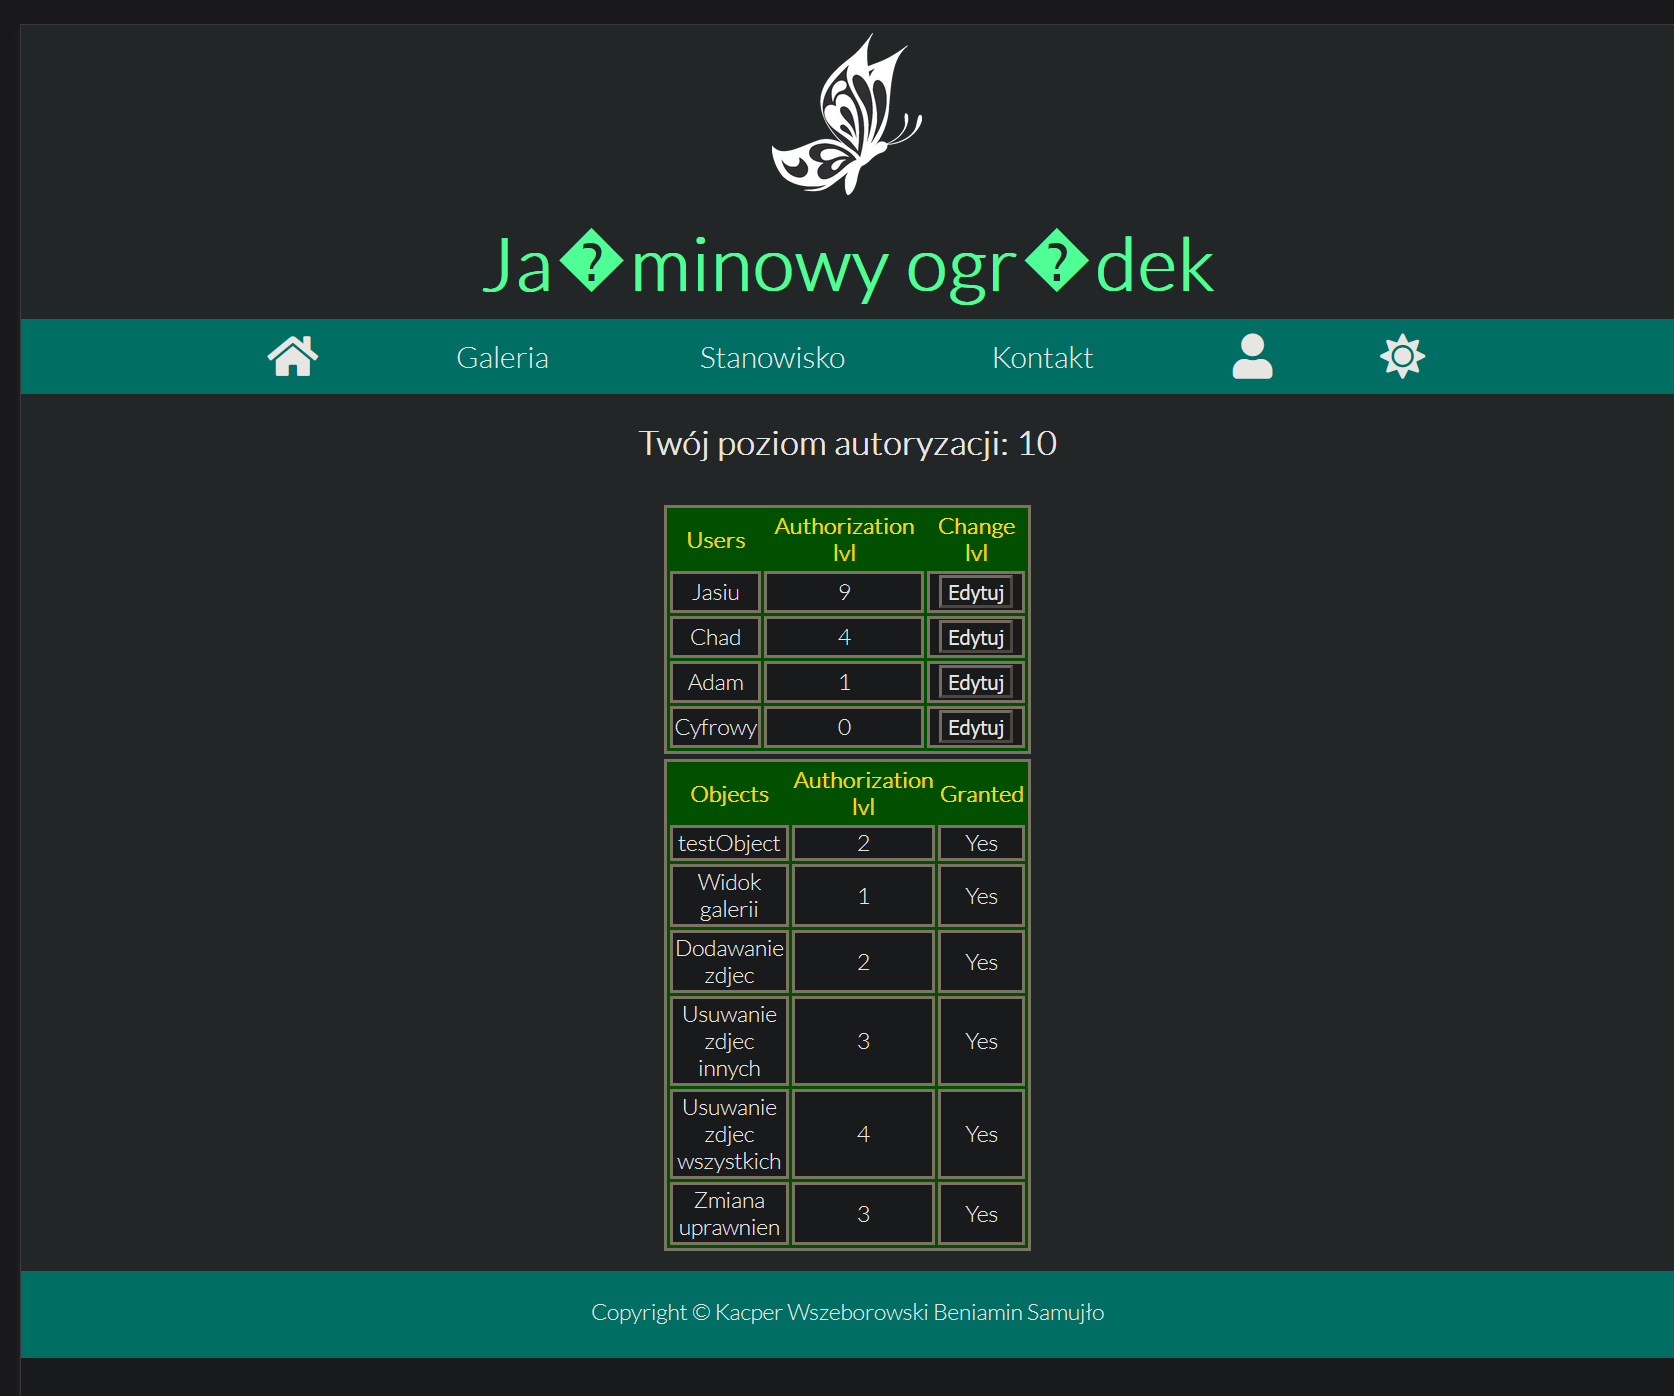 Ja�minowy ogr�dek
Galeria Stanowisko Kontakt
Twój poziom autoryzacji: 10
Users Authorization lvl Change lvl
Jasiu 9 Edytuj
Chad 4 Edytuj
Adam 1 Edytuj
Cyfrowy 0 Edytuj
Objects Authorization lvl Granted
testObject 2 Yes
Widok galerii 1 Yes
Dodawanie zdjec 2 Yes
Usuwanie zdjec innych 3 Yes
Usuwanie zdjec wszystkich 4 Yes
Zmiana uprawnien 3 Yes
Copyright © Kacper Wszeborowski Beniamin Samujło